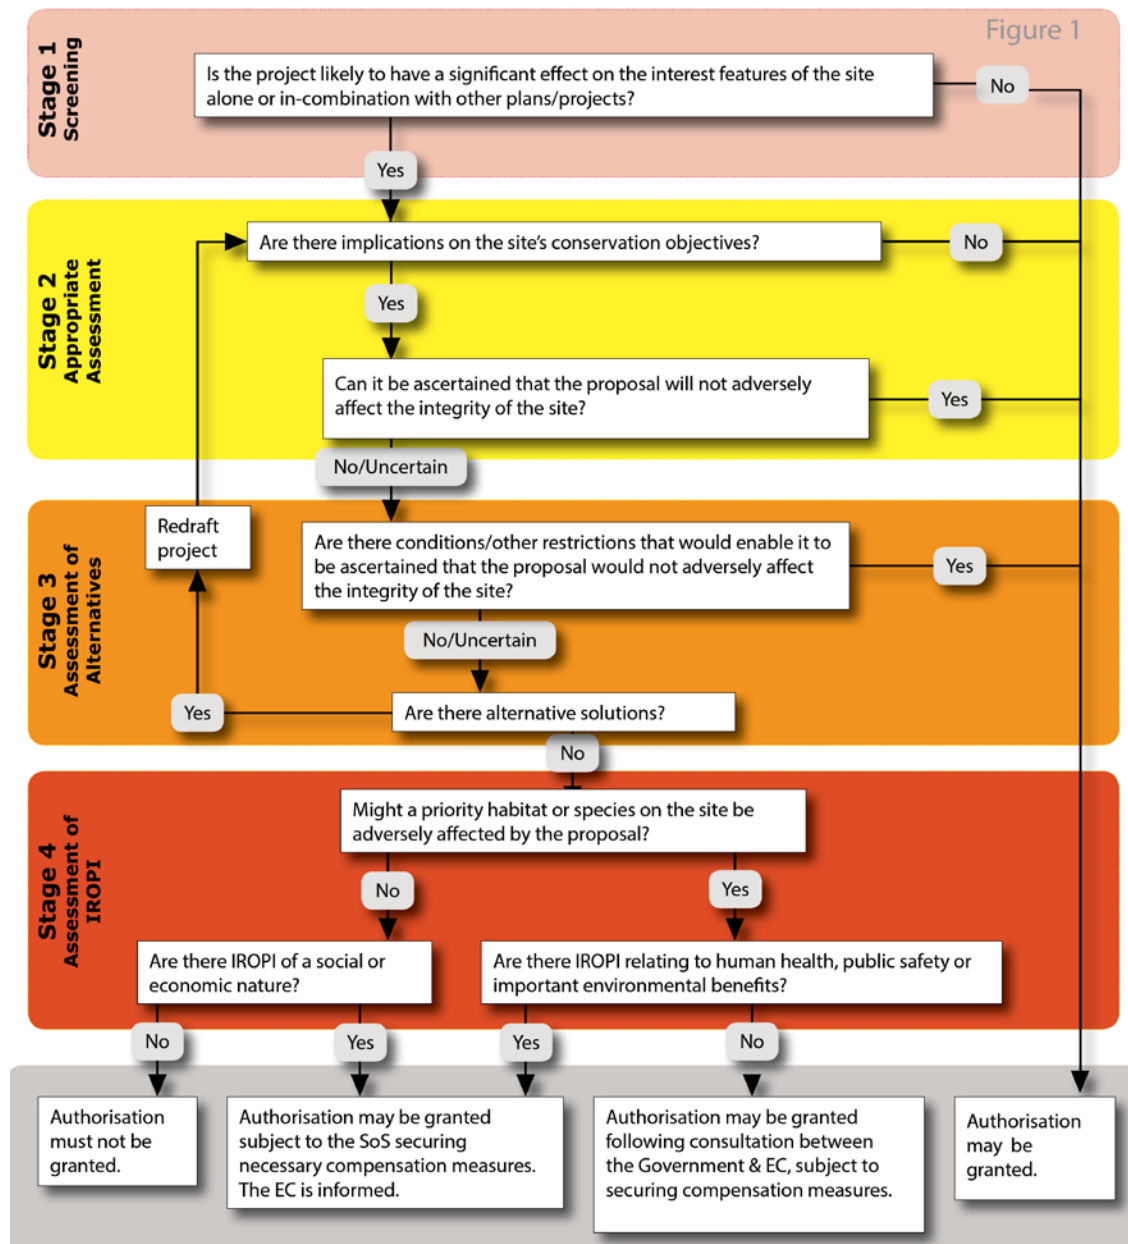 Figure 1
Stage 1
Screening
Is the project likely to have a significant effect on the interest features of the site
alone or in-combination with other plans/projects?
No
Yes
Stage 2
Appropriate
Assessment
Are there implications on the site's conservation objectives?
No
Yes
Can it be ascertained that the proposal will not adversely
affect the integrity of the site?
Yes
No/Uncertain
Stage 3
Assessment of
Alternatives
Redraft
project
Are there conditions/other restrictions that would enable it to
be ascertained that the proposal would not adversely affect
the integrity of the site?
Yes
No/Uncertain
Are there alternative solutions?
Yes
No
Stage 4
Assessment of
IROPI
Might a priority habitat or species on the site be
adversely affected by the proposal?
No
Yes
Are there IROPI of a social or
economic nature?
Are there IROPI relating to human health, public safety or
important environmental benefits?
No
Yes
Yes
No
Authorisation
must not be
granted.
Authorisation may be granted
subject to the SoS securing
necessary compensation measures.
The EC is informed.
Authorisation may be granted
following consultation between
the Government & EC, subject to
securing compensation measures.
Authorisation
may be
granted.